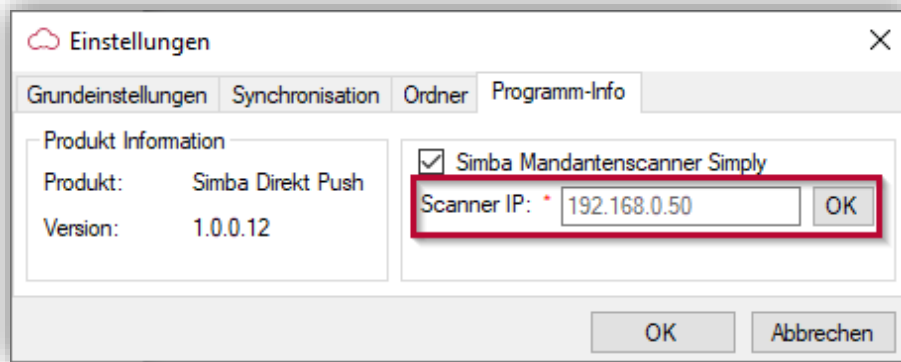 Einstellungen
Grundeinstellungen Synchronisation Ordner Programm-Info
Produkt Information
Produkt: Simba Direkt Push
Version: 1.0.0.12
Simba Mandantenscanner Simply
Scanner IP: * 192.168.0.50 OK
OK Abbrechen